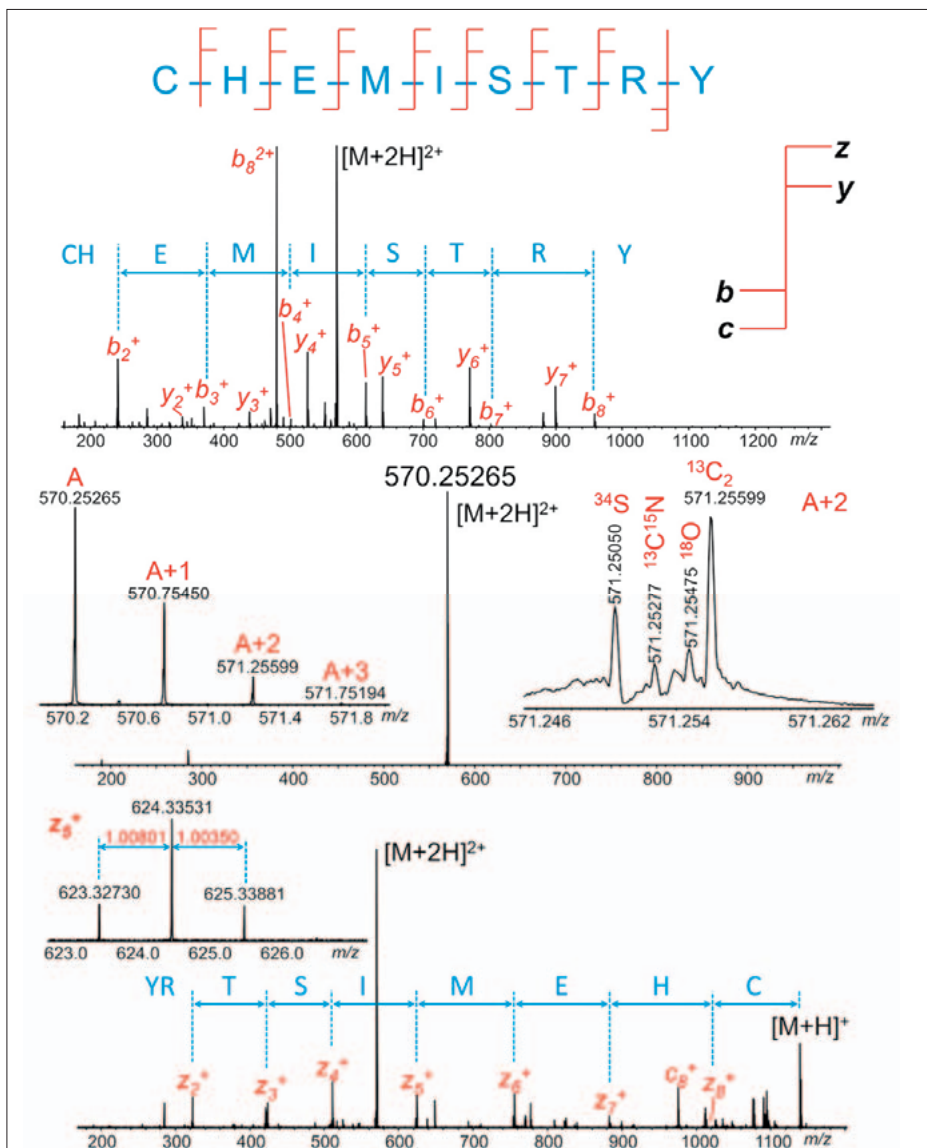 C H E M I S T R Y
z
y
b
c
b₈²⁺
[M+2H]²⁺
CH E M I S T R Y
b₂⁺
y₂⁺
b₃⁺
y₃⁺
b₄⁺
y₄⁺
b₅⁺
y₅⁺
b₆⁺
y₆⁺
b₇⁺
y₇⁺
b₈⁺
200 300 400 500 600 700 800 900 1000 1100 1200 m/z
A
570.25265
A+1
570.75450
A+2
571.25599
A+3
571.75194
570.2 570.6 571.0 571.4 571.8 m/z
570.25265
[M+2H]²⁺
³⁴S
571.25050
¹³C¹⁵N
571.25277
¹⁸O
571.25475
¹³C₂
571.25599
A+2
571.246 571.254 571.262 m/z
200 300 400 500 600 700 800 900 m/z
z₅⁺
624.33531
1.00801 1.00350
623.32730
625.33881
623.0 624.0 625.0 626.0 m/z
[M+2H]²⁺
YR T S I M E H C
[M+H]⁺
z₂⁺
z₃⁺
z₄⁺
z₅⁺
z₆⁺
z₇⁺
c₈⁺
z₈⁺
200 300 400 500 600 700 800 900 1000 1100 m/z